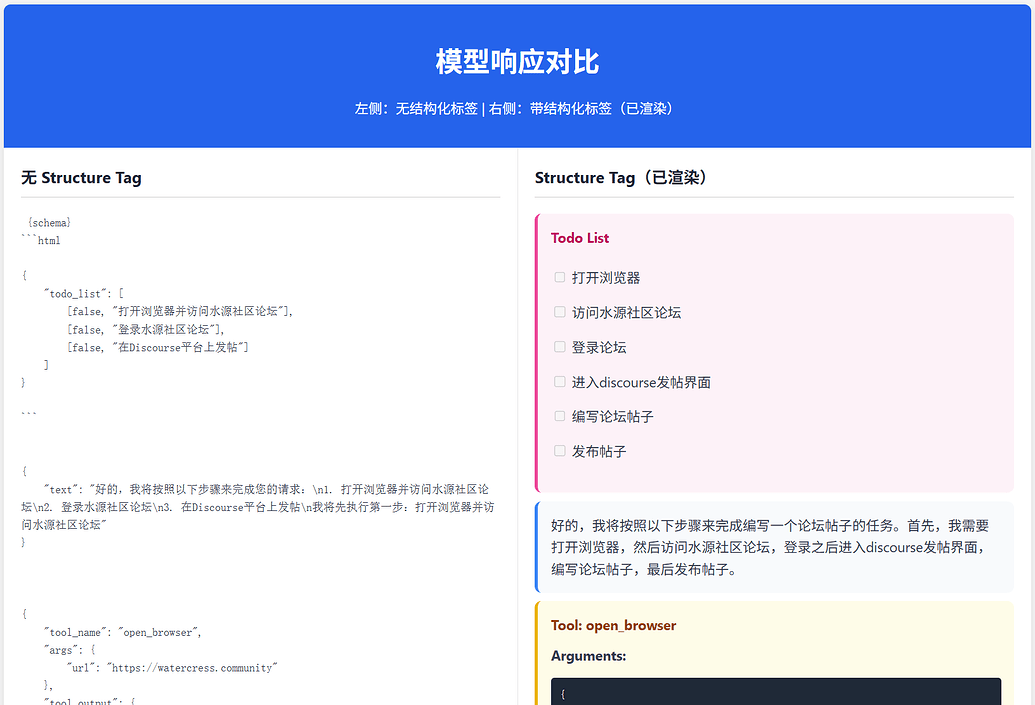 模型响应对比
左侧：无结构化标签 | 右侧：带结构化标签（已渲染）
无 Structure Tag
{schema}
```html
{
"todo_list": [
[false, "打开浏览器并访问水源社区论坛"],
[false, "登录水源社区论坛"],
[false, "在Discourse平台上发帖"]
]
}
```
{
"text": "好的，我将按照以下步骤来完成您的请求：\n1. 打开浏览器并访问水源社区论
坛\n2. 登录水源社区论坛\n3. 在Discourse平台上发帖\n我将先执行第一步：打开浏览器并访
问水源社区论坛"
}
{
"tool_name": "open_browser",
"args": {
"url": "https://watercress.community"
},
"tool_output": {
Structure Tag（已渲染）
Todo List
打开浏览器
访问水源社区论坛
登录论坛
进入discourse发帖界面
编写论坛帖子
发布帖子
好的，我将按照以下步骤来完成编写一个论坛帖子的任务。首先，我需要
打开浏览器，然后访问水源社区论坛，登录之后进入discourse发帖界面，
编写论坛帖子，最后发布帖子。
Tool: open_browser
Arguments:
{